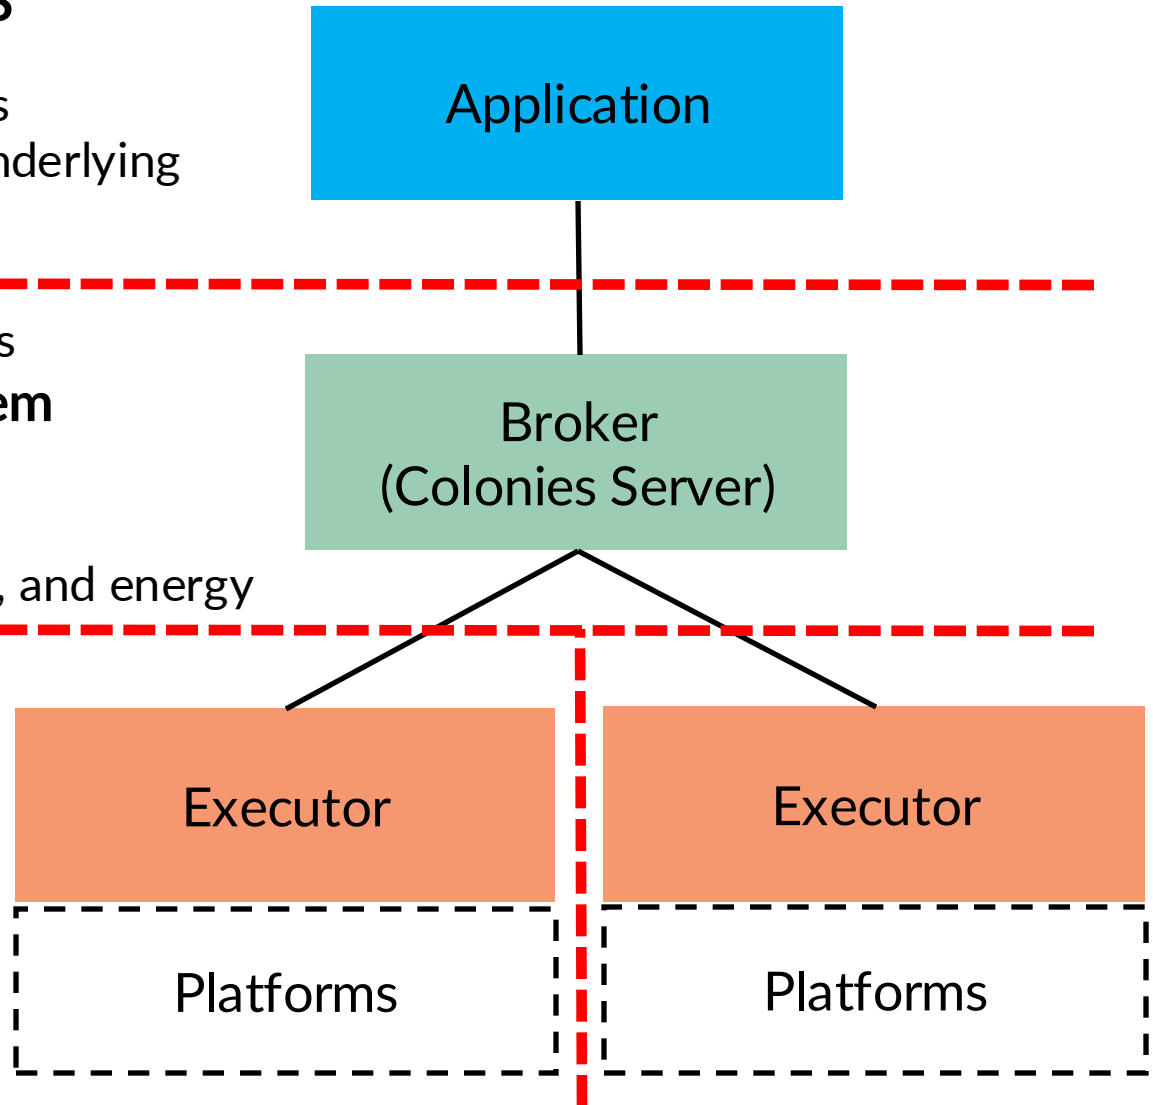 s
Application
s
nderlying
s
em
Broker
(Colonies Server)
, and energy
Executor
Executor
Platforms
Platforms